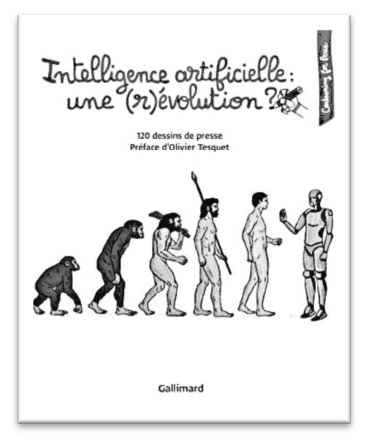 Intelligence artificielle :
une (r)évolution ?
Cartooning for Peace
120 dessins de presse
Préface d'Olivier Tesquet
Gallimard